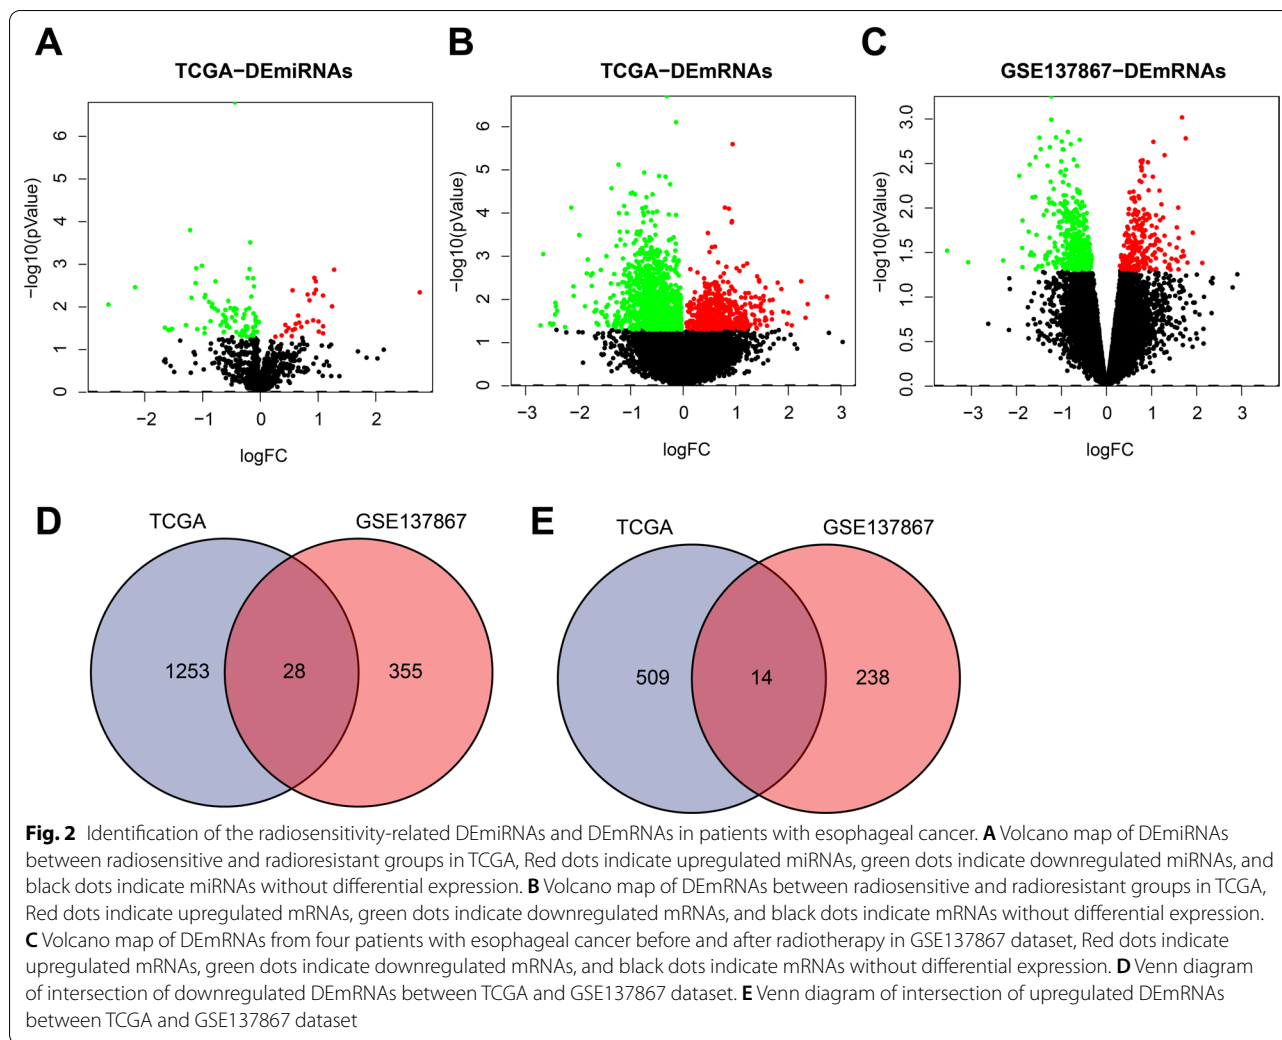 A
B
C
TCGA−DEmiRNAs
TCGA−DEmRNAs
GSE137867−DEmRNAs
−log10(pValue)
6
5
4
3
2
1
0
−2
−1
0
1
2
logFC
−log10(pValue)
6
5
4
3
2
1
0
−3
−2
−1
0
1
2
3
logFC
−log10(pValue)
3.0
2.5
2.0
1.5
1.0
0.5
0.0
−3
−2
−1
0
1
2
3
logFC
D
TCGA
GSE137867
1253
28
355
E
TCGA
GSE137867
509
14
238
Fig. 2 Identification of the radiosensitivity-related DEmiRNAs and DEmRNAs in patients with esophageal cancer. A Volcano map of DEmiRNAs
between radiosensitive and radioresistant groups in TCGA, Red dots indicate upregulated miRNAs, green dots indicate downregulated miRNAs, and
black dots indicate miRNAs without differential expression. B Volcano map of DEmRNAs between radiosensitive and radioresistant groups in TCGA,
Red dots indicate upregulated mRNAs, green dots indicate downregulated mRNAs, and black dots indicate mRNAs without differential expression.
C Volcano map of DEmRNAs from four patients with esophageal cancer before and after radiotherapy in GSE137867 dataset, Red dots indicate
upregulated mRNAs, green dots indicate downregulated mRNAs, and black dots indicate mRNAs without differential expression. D Venn diagram
of intersection of downregulated DEmRNAs between TCGA and GSE137867 dataset. E Venn diagram of intersection of upregulated DEmRNAs
between TCGA and GSE137867 dataset